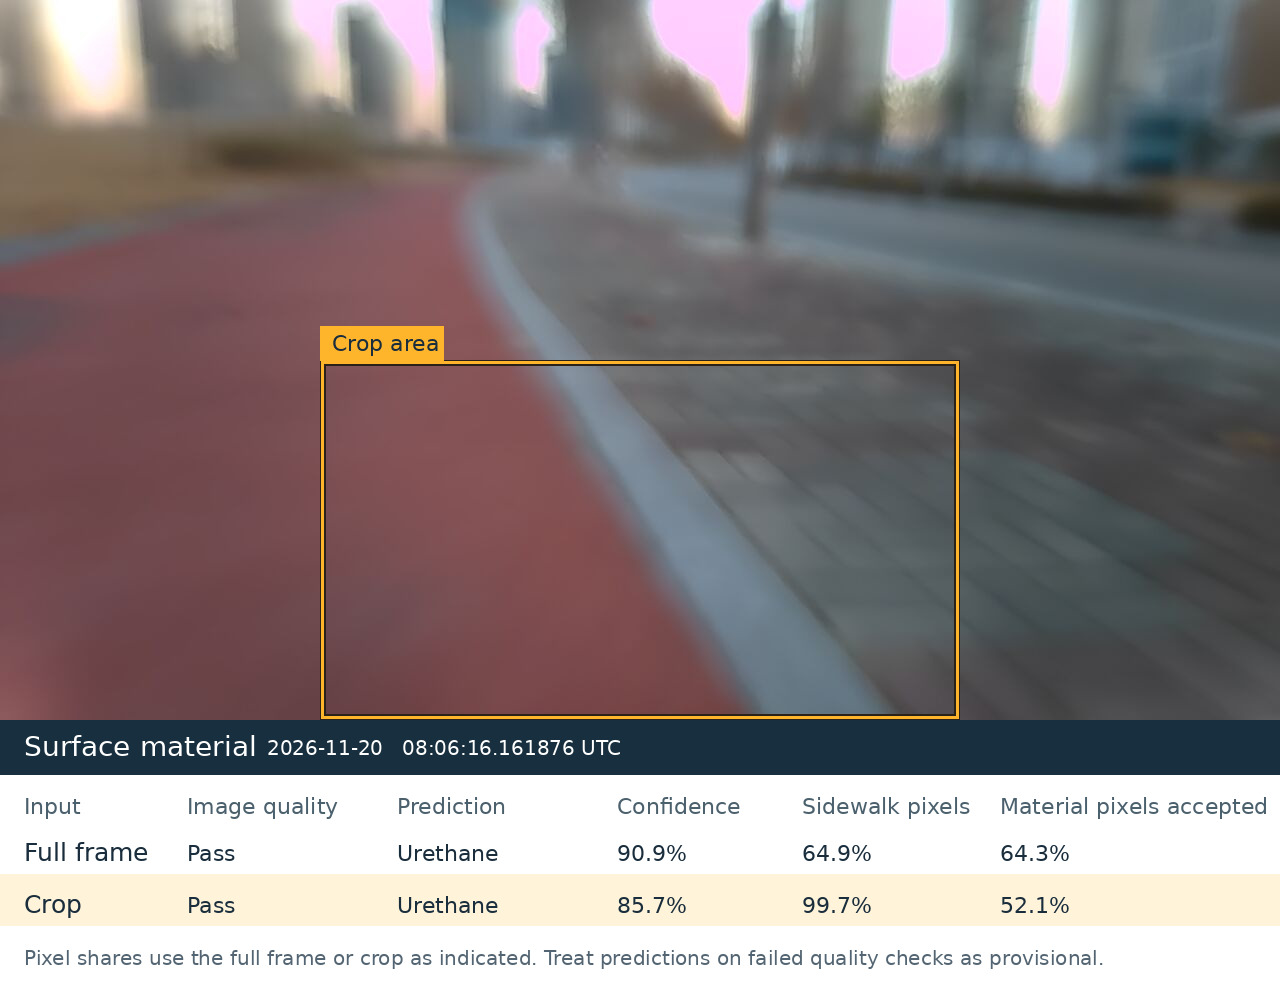 Crop area
Surface material 2026-11-20 08:06:16.161876 UTC
Input Image quality Prediction Confidence Sidewalk pixels Material pixels accepted
Full frame Pass Urethane 90.9% 64.9% 64.3%
Crop Pass Urethane 85.7% 99.7% 52.1%
Pixel shares use the full frame or crop as indicated. Treat predictions on failed quality checks as provisional.